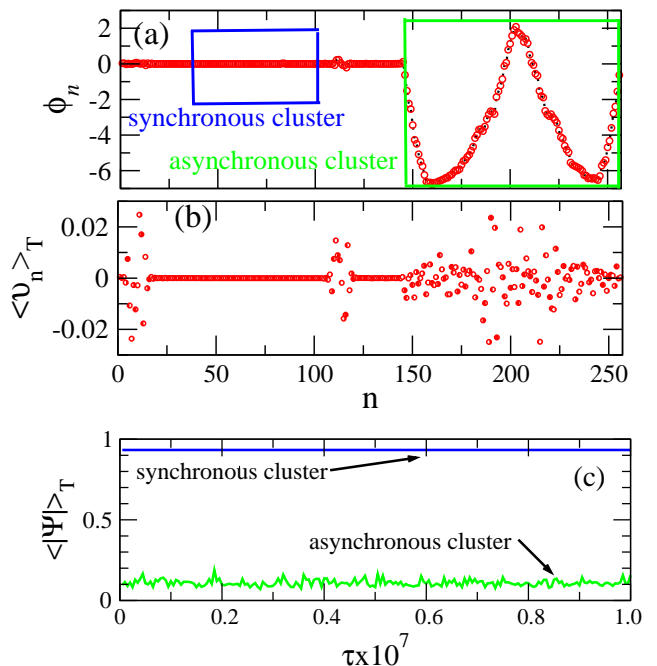 (a)
2
0
-2
-4
-6
ϕn
synchronous cluster
asynchronous cluster
(b)
0.02
0
-0.02
<υn>T
0 50 100 150 200 250
n
1
0.5
0
<|Ψ|>T
synchronous cluster
(c)
asynchronous cluster
0 0.2 0.4 0.6 0.8 1.0
τx10^7